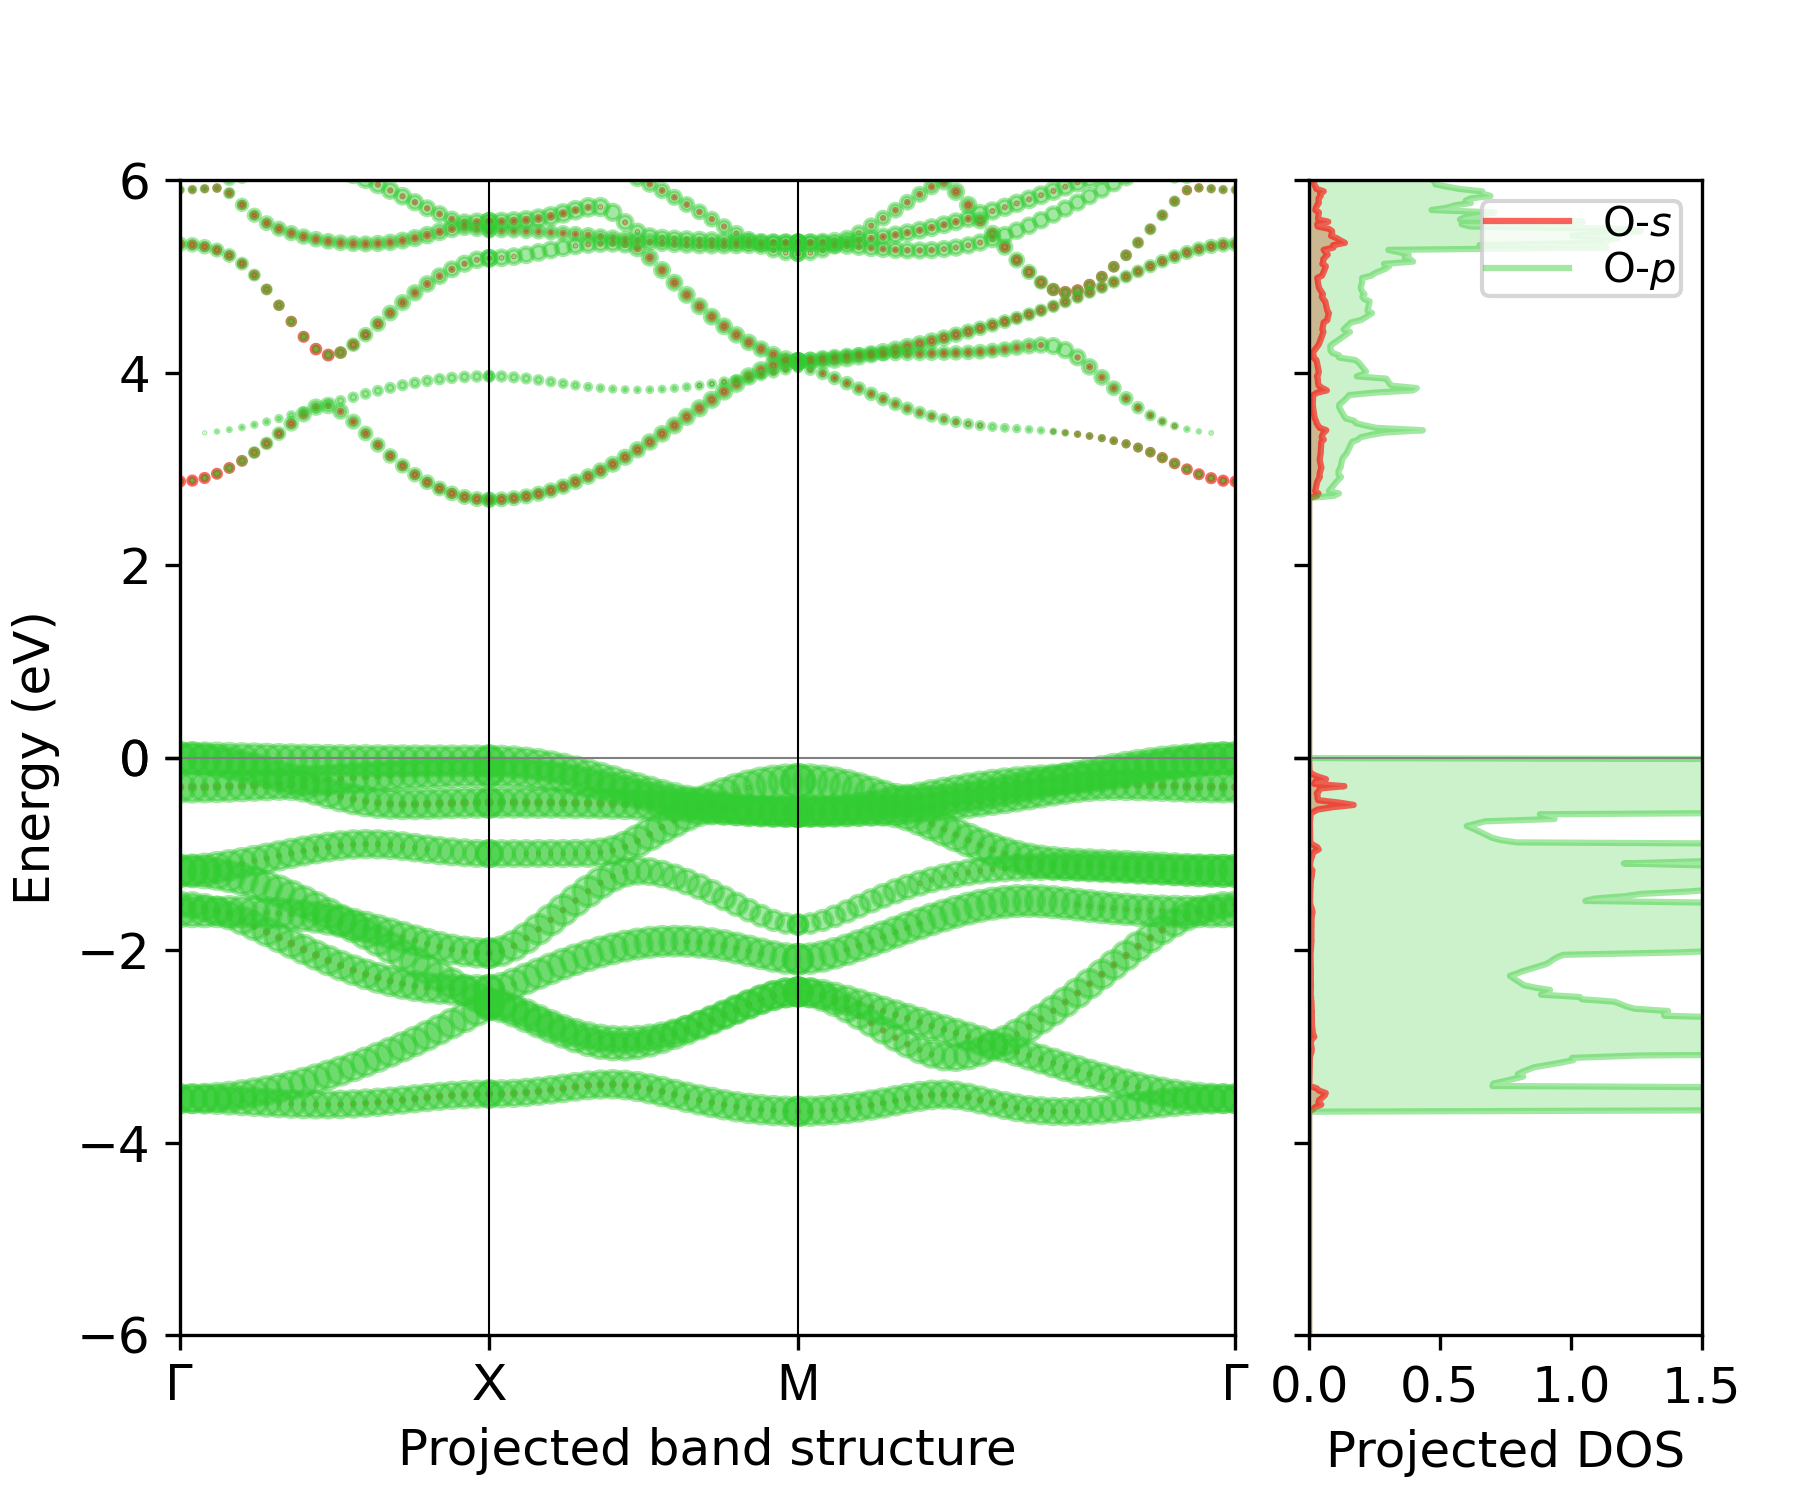 6
4
2
0
−2
−4
−6
Energy (eV)
Γ X M Γ
Projected band structure
O-s
O-p
0.0 0.5 1.0 1.5
Projected DOS